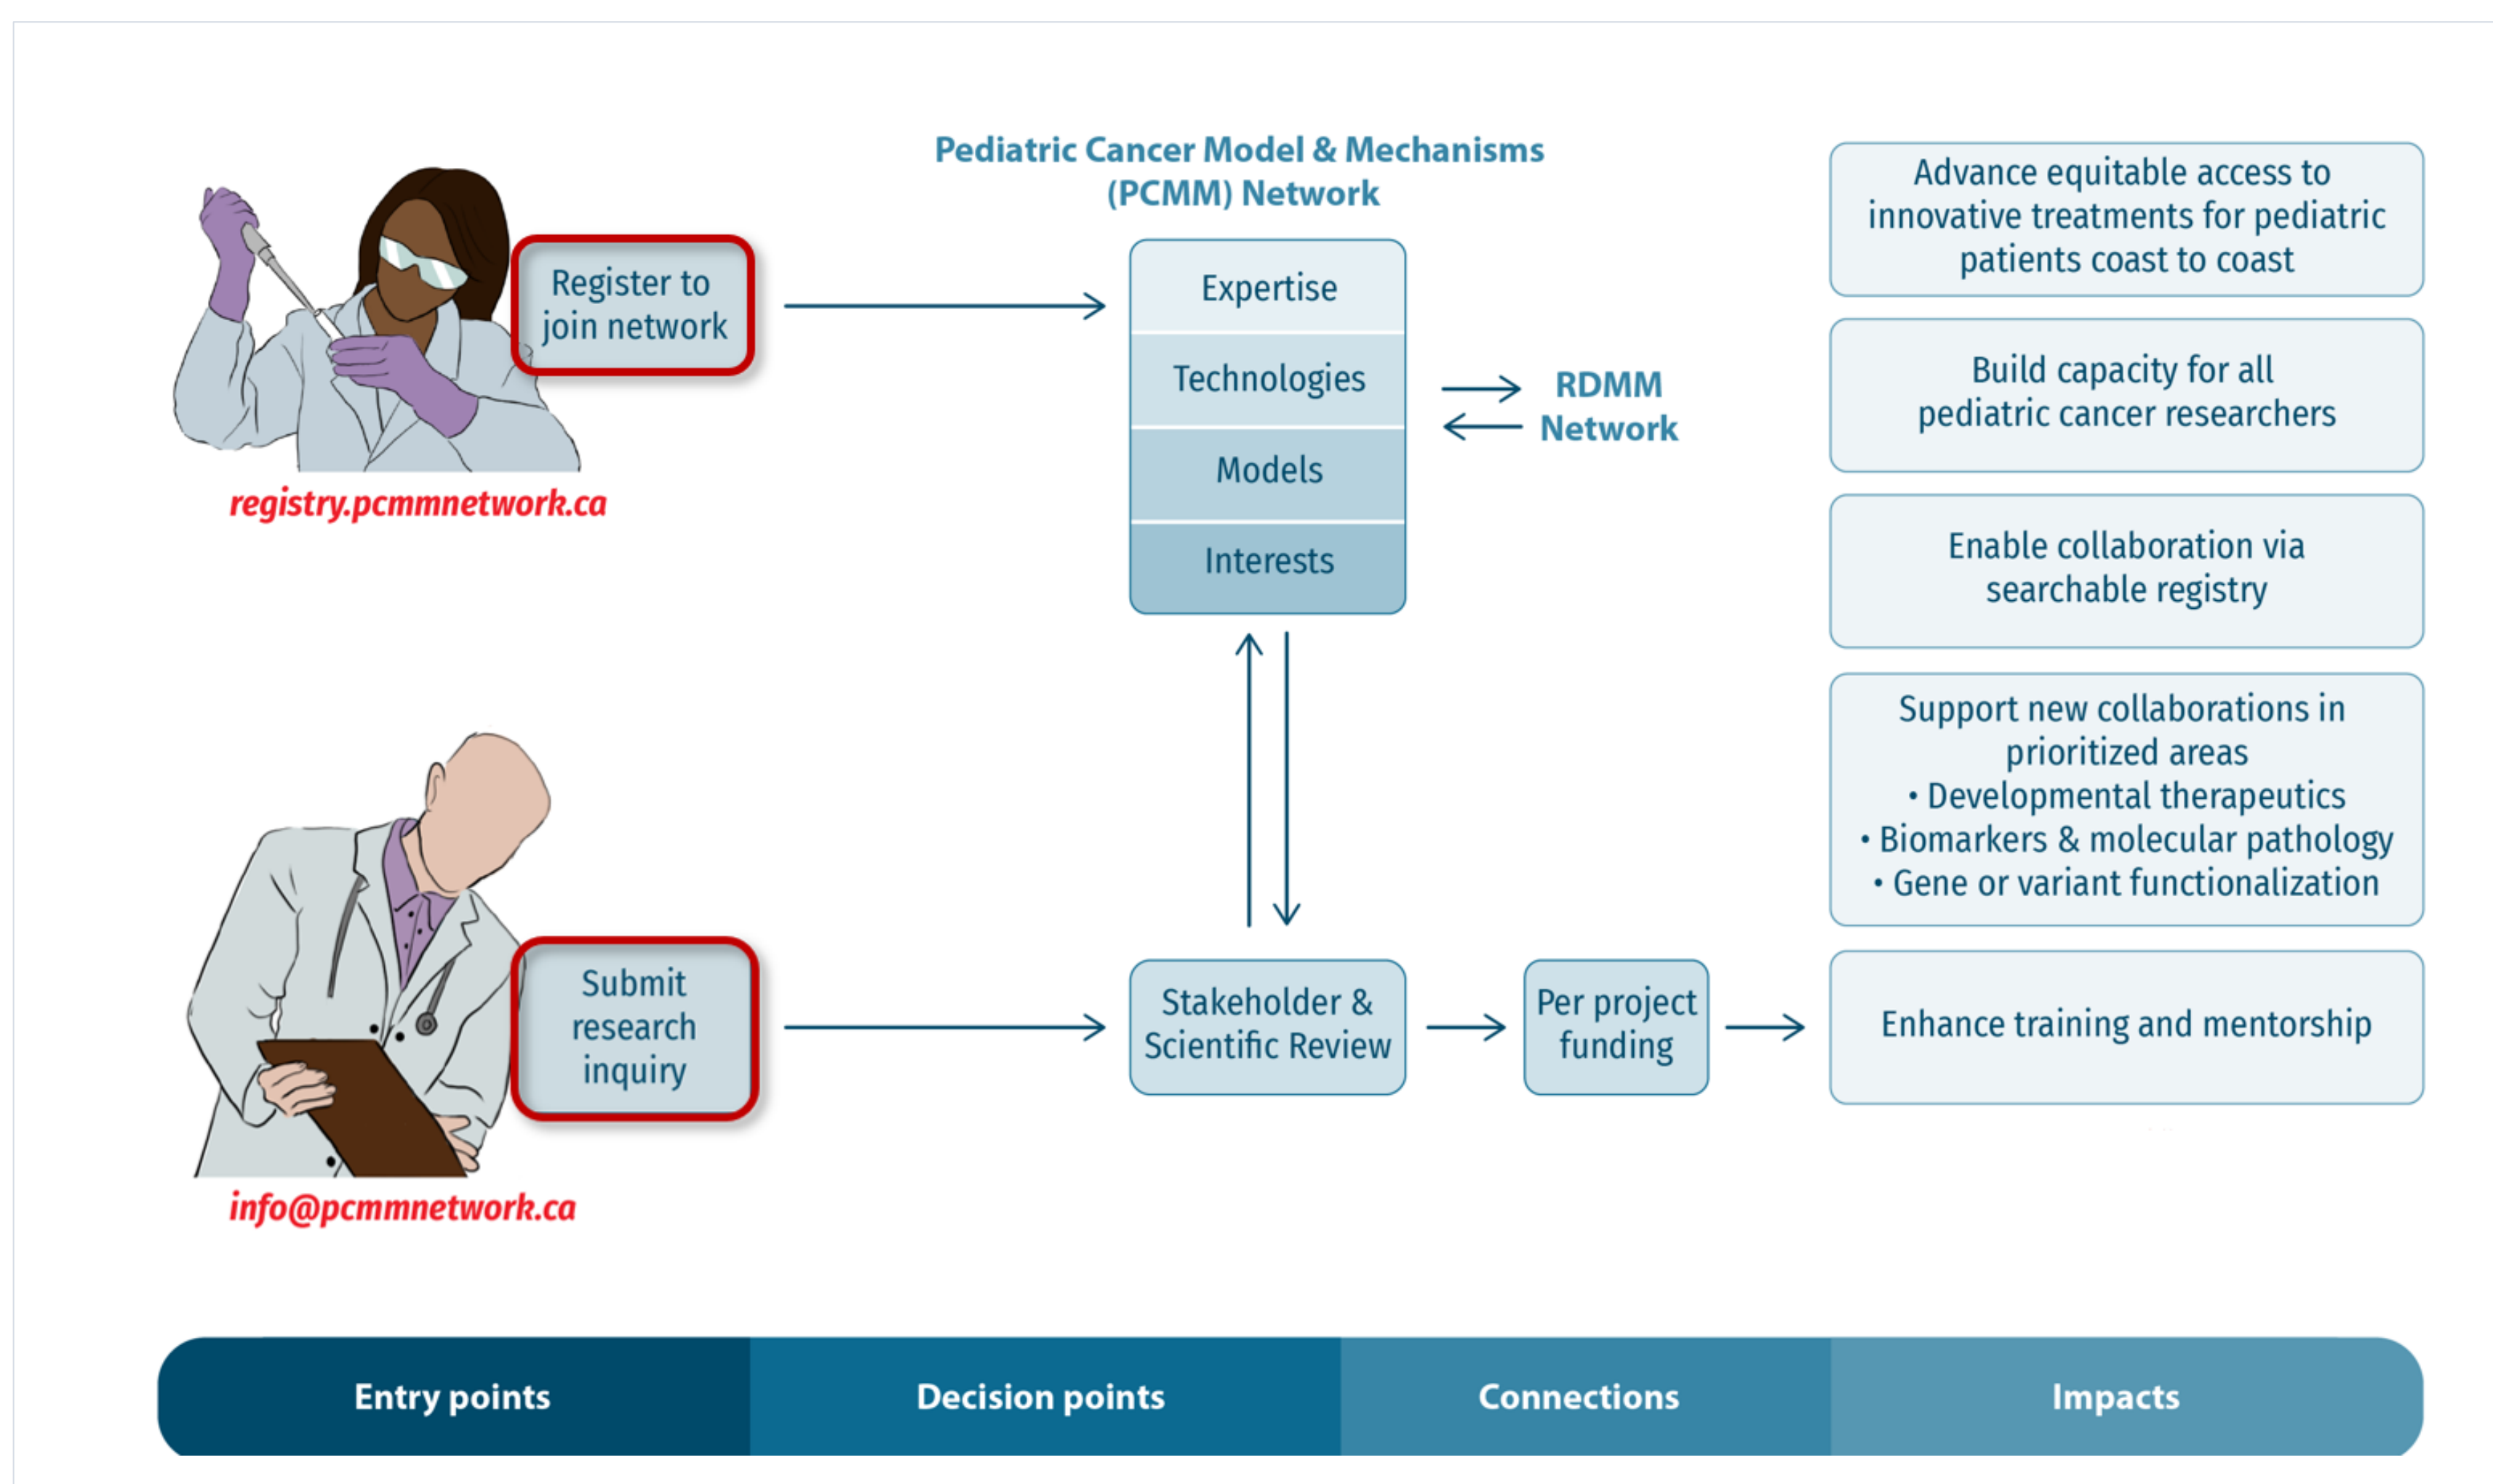 Pediatric Cancer Model & Mechanisms
(PCMM) Network
Register to
join network
registry.pcmmnetwork.ca
Expertise
Technologies
Models
Interests
RDMM
Network
Submit
research
inquiry
info@pcmmnetwork.ca
Stakeholder &
Scientific Review
Per project
funding
Advance equitable access to
innovative treatments for pediatric
patients coast to coast
Build capacity for all
pediatric cancer researchers
Enable collaboration via
searchable registry
Support new collaborations in
prioritized areas
• Developmental therapeutics
• Biomarkers & molecular pathology
• Gene or variant functionalization
Enhance training and mentorship
Entry points
Decision points
Connections
Impacts